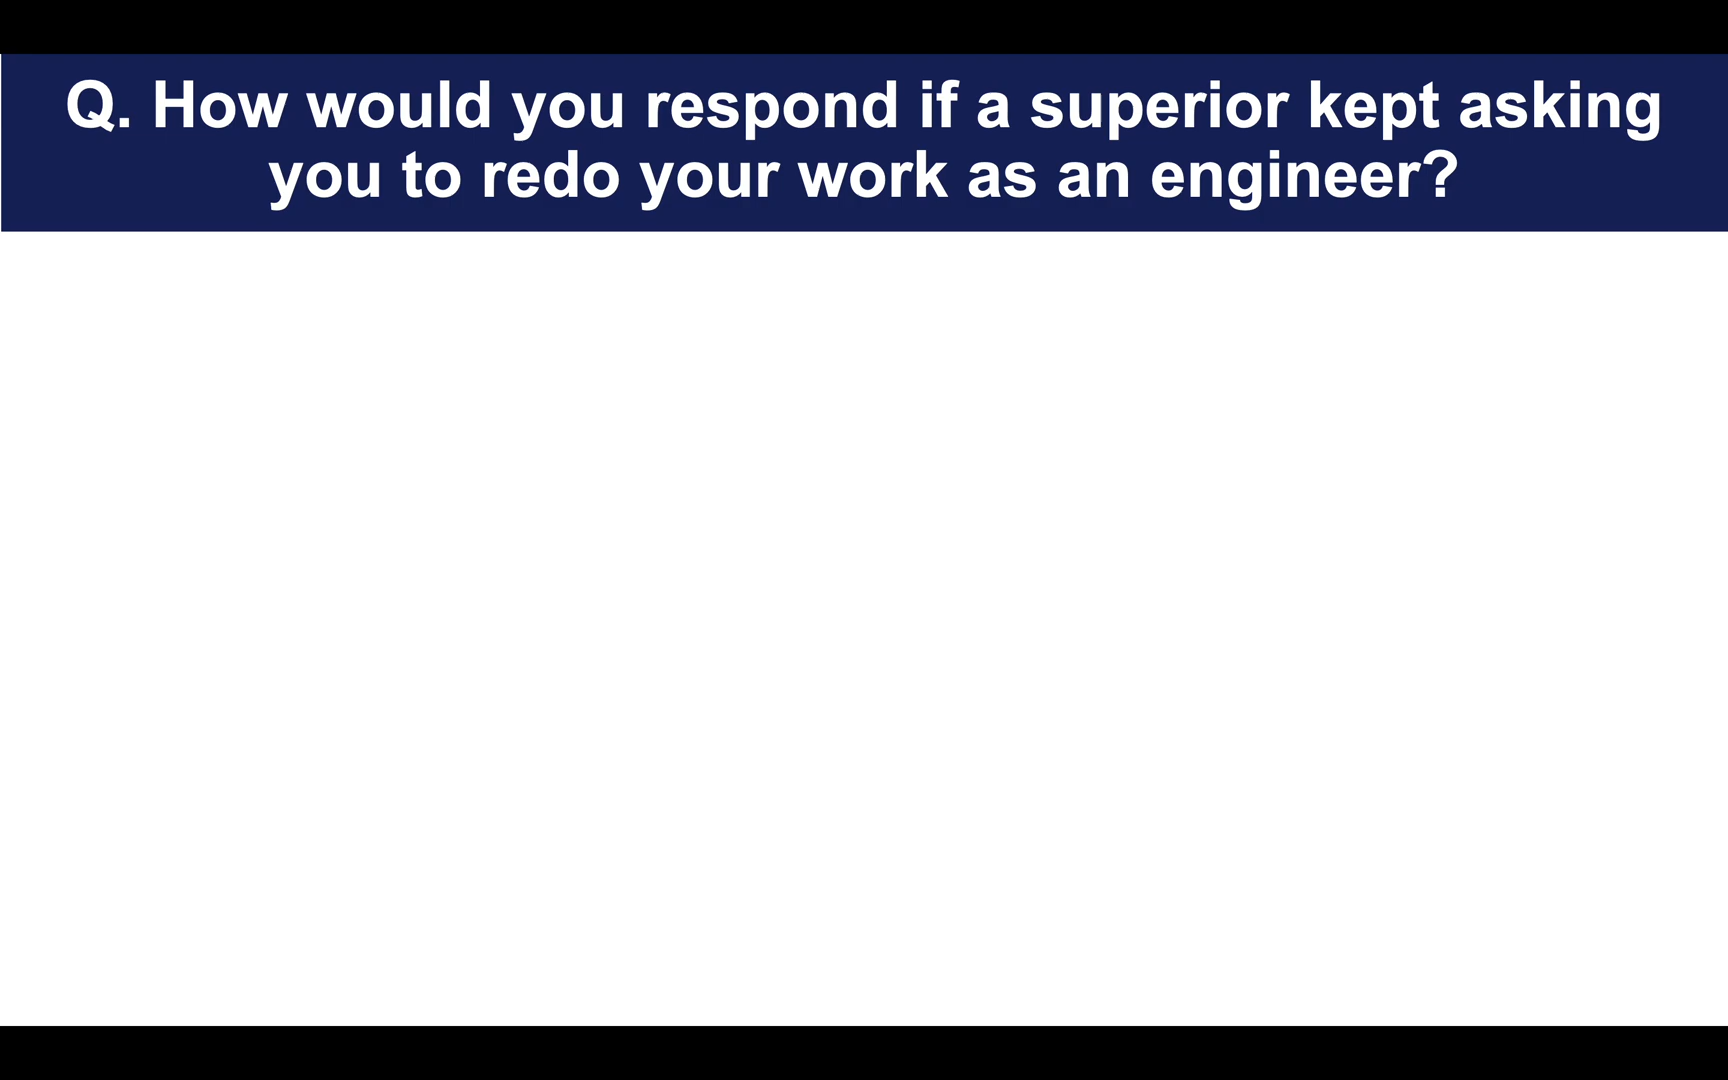 Q. How would you respond if a superior kept asking
you to redo your work as an engineer?